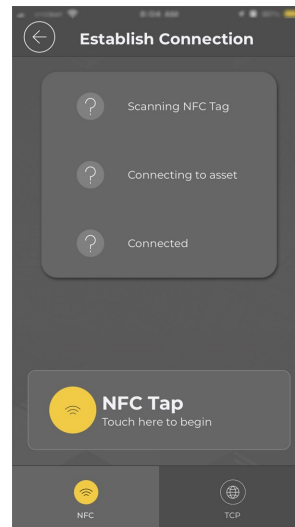 Establish Connection
?
Scanning NFC Tag
?
Connecting to asset
?
Connected
NFC Tap
Touch here to begin
NFC
TCP